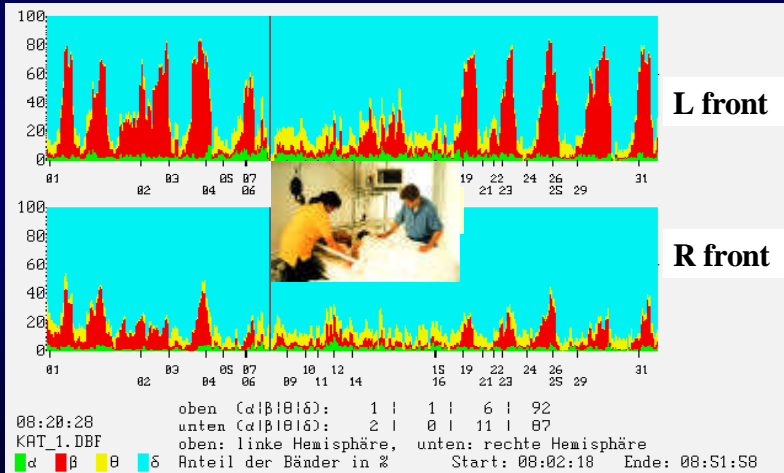 100
80
60
40
20
0
L front
01 03 05 07 19 22 24 26 31
02 04 06 21 23 25 29
100
80
60
40
20
0
R front
01 03 05 07 10 12 15 19 22 24 26 31
02 04 06 09 11 14 16 21 23 25 29
oben (α|β|θ|δ): 1 | 1 | 6 | 92
08:20:28 unten (α|β|θ|δ): 2 | 0 | 11 | 87
KAT_1.DBF oben: linke Hemisphäre, unten: rechte Hemisphäre
α β θ δ Anteil der Bänder in % Start: 08:02:18 Ende: 08:51:58